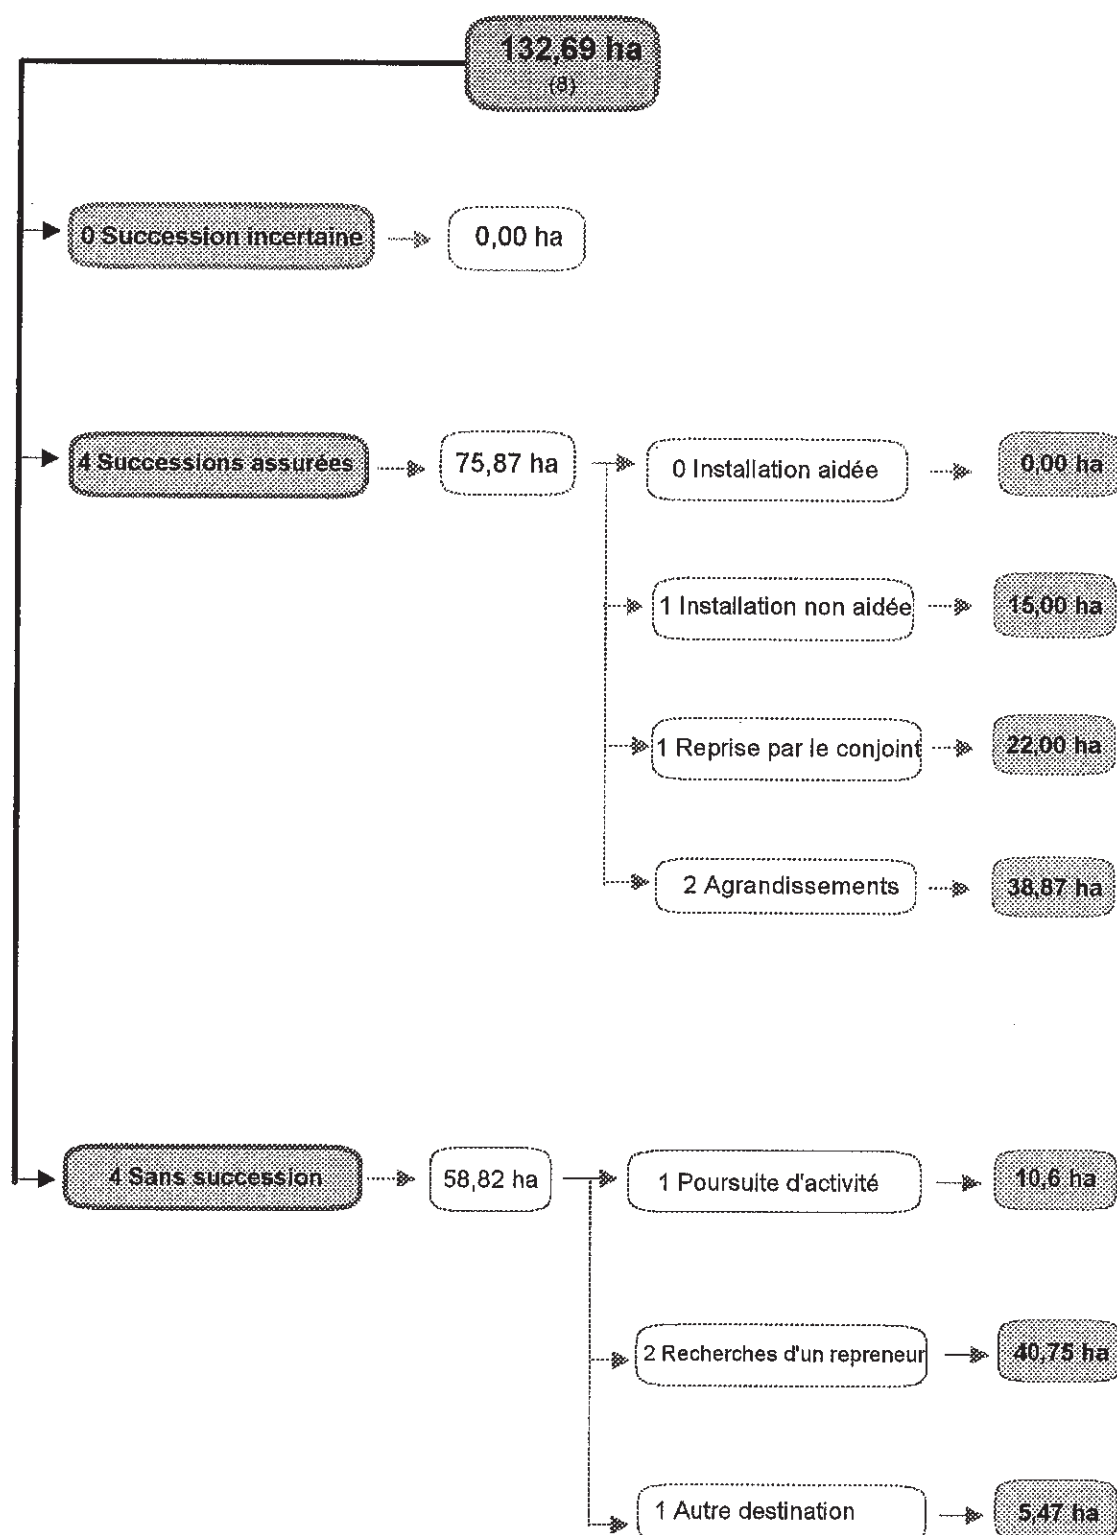 132,69 ha
(8)
0 Succession incertaine
0,00 ha
4 Successions assurées
75,87 ha
0 Installation aidée
0,00 ha
1 Installation non aidée
15,00 ha
1 Reprise par le conjoint
22,00 ha
2 Agrandissements
38,87 ha
4 Sans succession
58,82 ha
1 Poursuite d'activité
10,6 ha
2 Recherches d'un repreneur
40,75 ha
1 Autre destination
5,47 ha